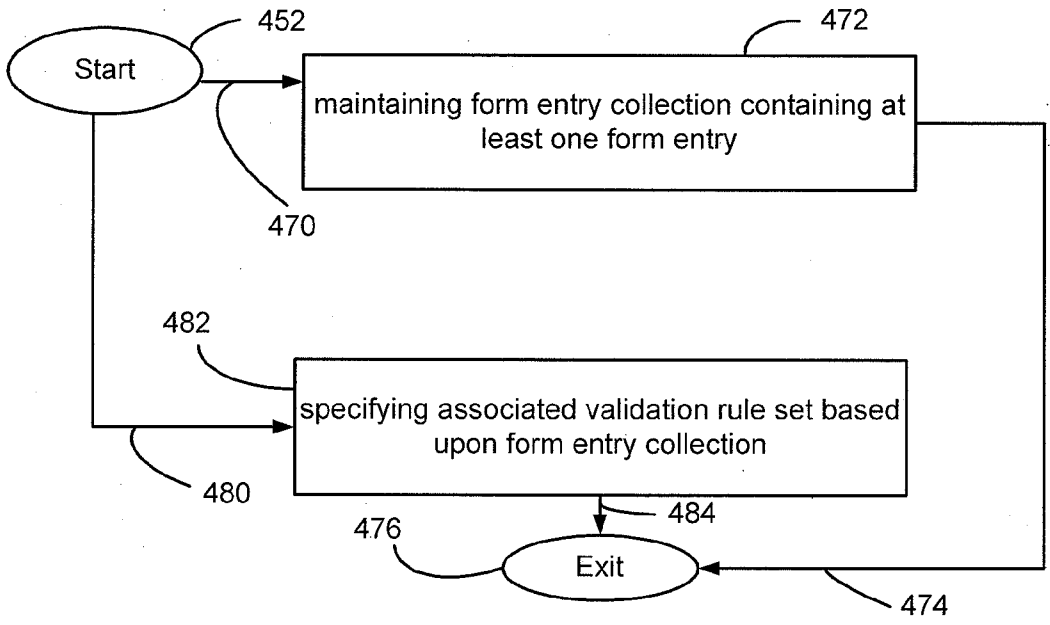 452
Start
472
maintaining form entry collection containing at
least one form entry
470
482
specifying associated validation rule set based
upon form entry collection
480
484
476
Exit
474